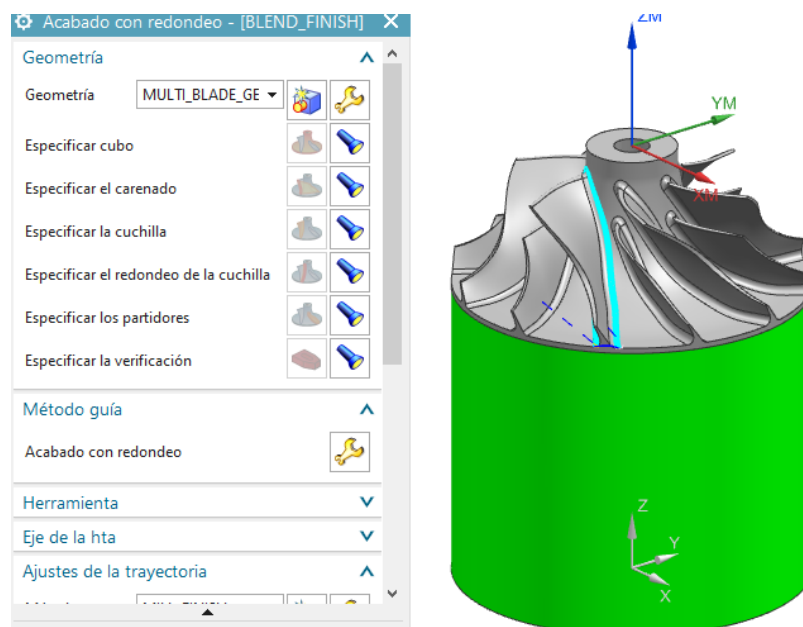 Acabado con redondeo - [BLEND_FINISH]
Geometría
Geometría MULTI_BLADE_GE
Especificar cubo
Especificar el carenado
Especificar la cuchilla
Especificar el redondeo de la cuchilla
Especificar los partidores
Especificar la verificación
Método guía
Acabado con redondeo
Herramienta
Eje de la hta
Ajustes de la trayectoria
ZM
YM
XM
Z
Y
X